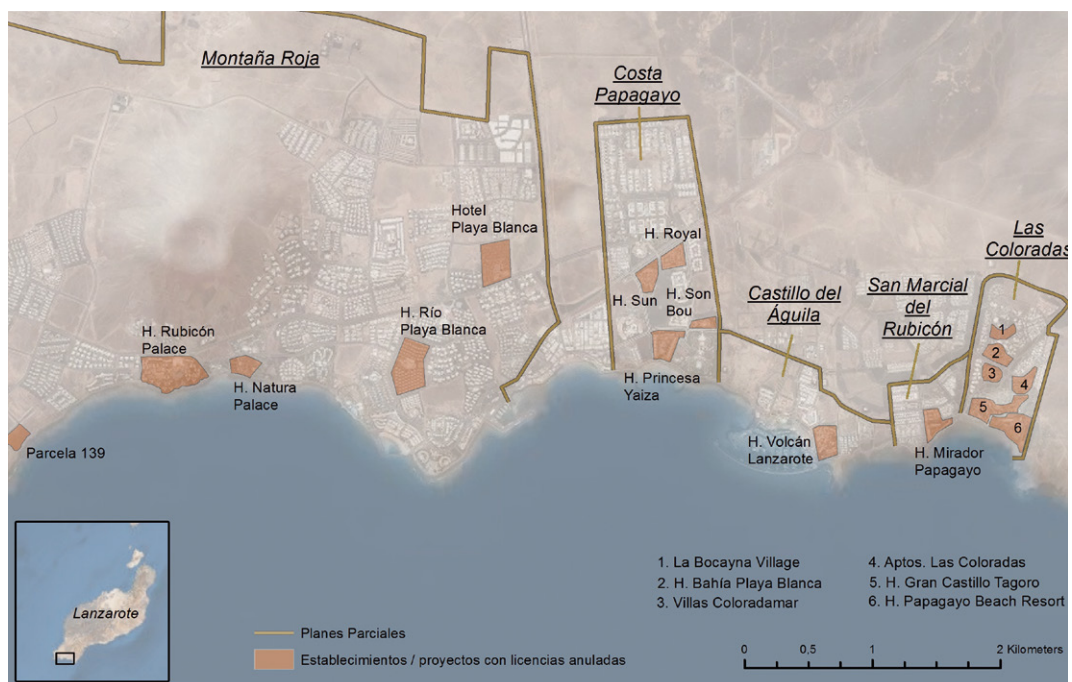 Montaña Roja
Costa
Papagayo
Hotel
Playa Blanca
H. Royal
Las
Coloradas
H. Sun
H. Son
Bou
San Marcial
del
Rubicón
Castillo del
Águila
H. Río
Playa Blanca
H. Rubicón
Palace
H. Natura
Palace
H. Princesa
Yaiza
1
2
3
4
5
6
Parcela 139
H. Volcán
Lanzarote
H. Mirador
Papagayo
Lanzarote
1. La Bocayna Village
2. H. Bahía Playa Blanca
3. Villas Coloradamar
4. Aptos. Las Coloradas
5. H. Gran Castillo Tagoro
6. H. Papagayo Beach Resort
Planes Parciales
Establecimientos / proyectos con licencias anuladas
0 0,5 1 2 Kilometers